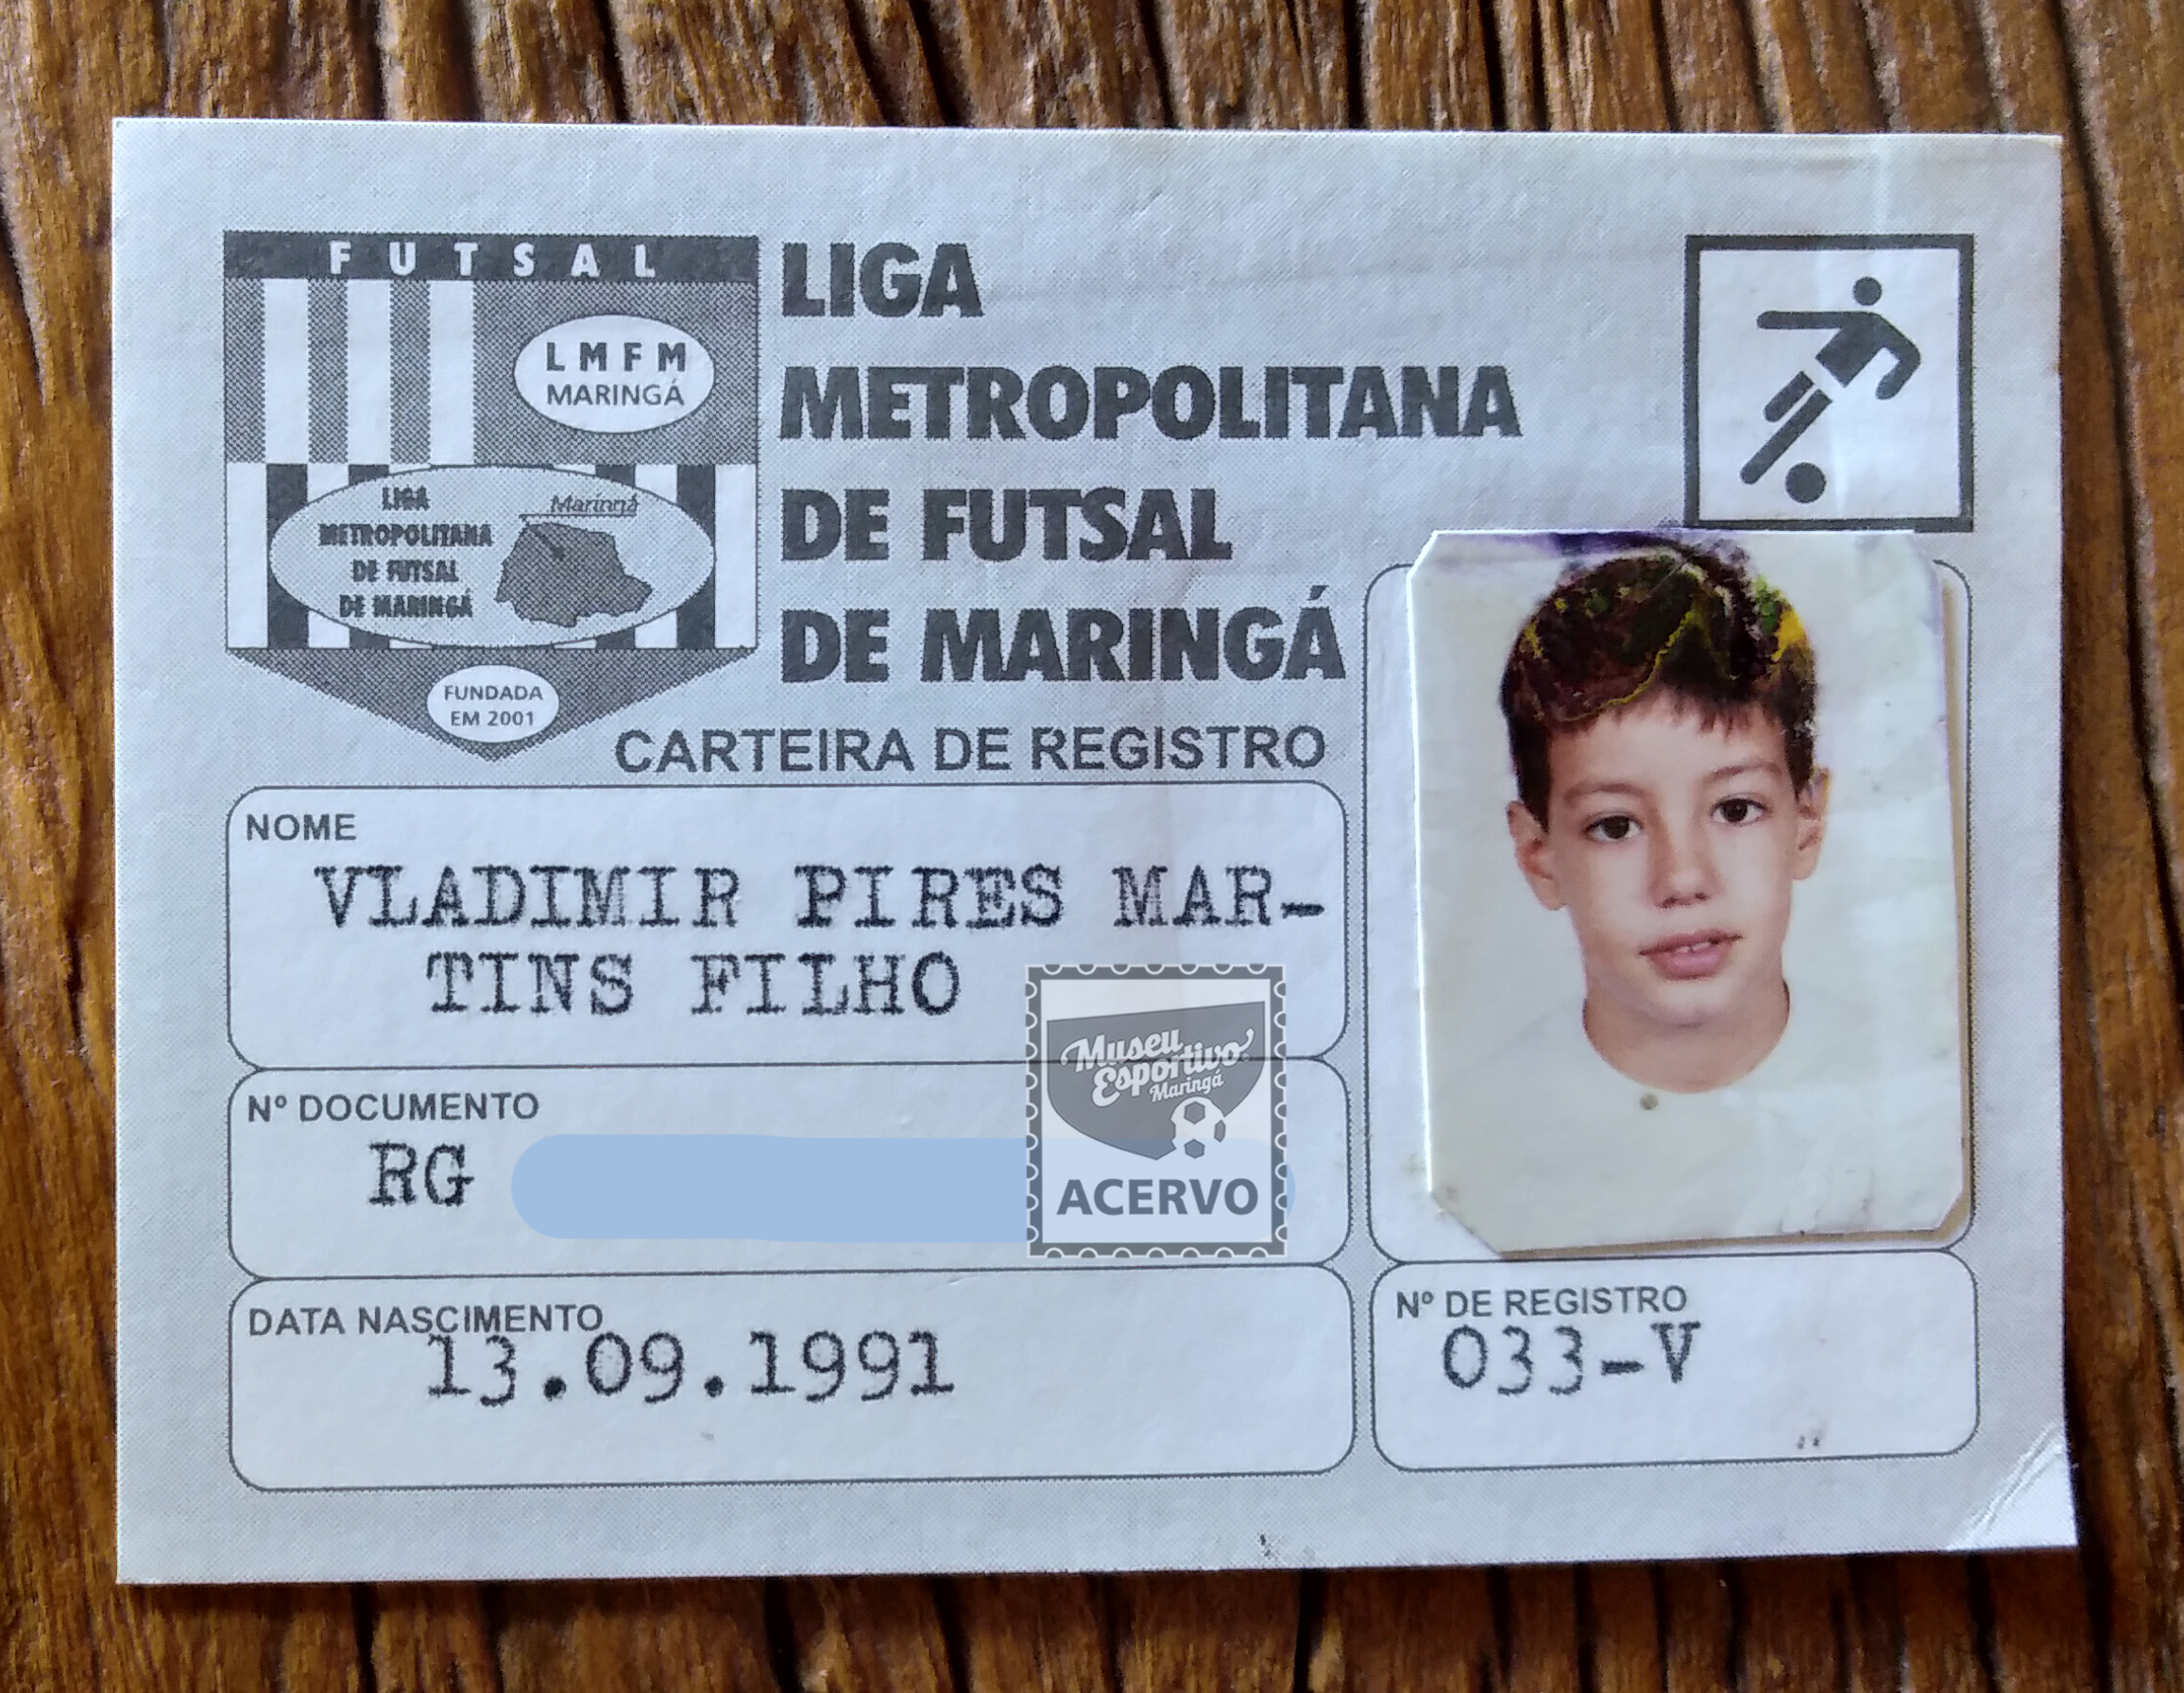 FUTSAL
LMFM
MARINGÁ
LIGA
METROPOLITANA
DE FUTSAL
DE MARINGÁ
Maringá
FUNDADA
EM 2001
LIGA
METROPOLITANA
DE FUTSAL
DE MARINGÁ
CARTEIRA DE REGISTRO
NOME
VLADIMIR PIRES MAR-
TINS FILHO
Nº DOCUMENTO
RG
Museu
Esportivo
Maringá
ACERVO
DATA NASCIMENTO
13.09.1991
Nº DE REGISTRO
033-V